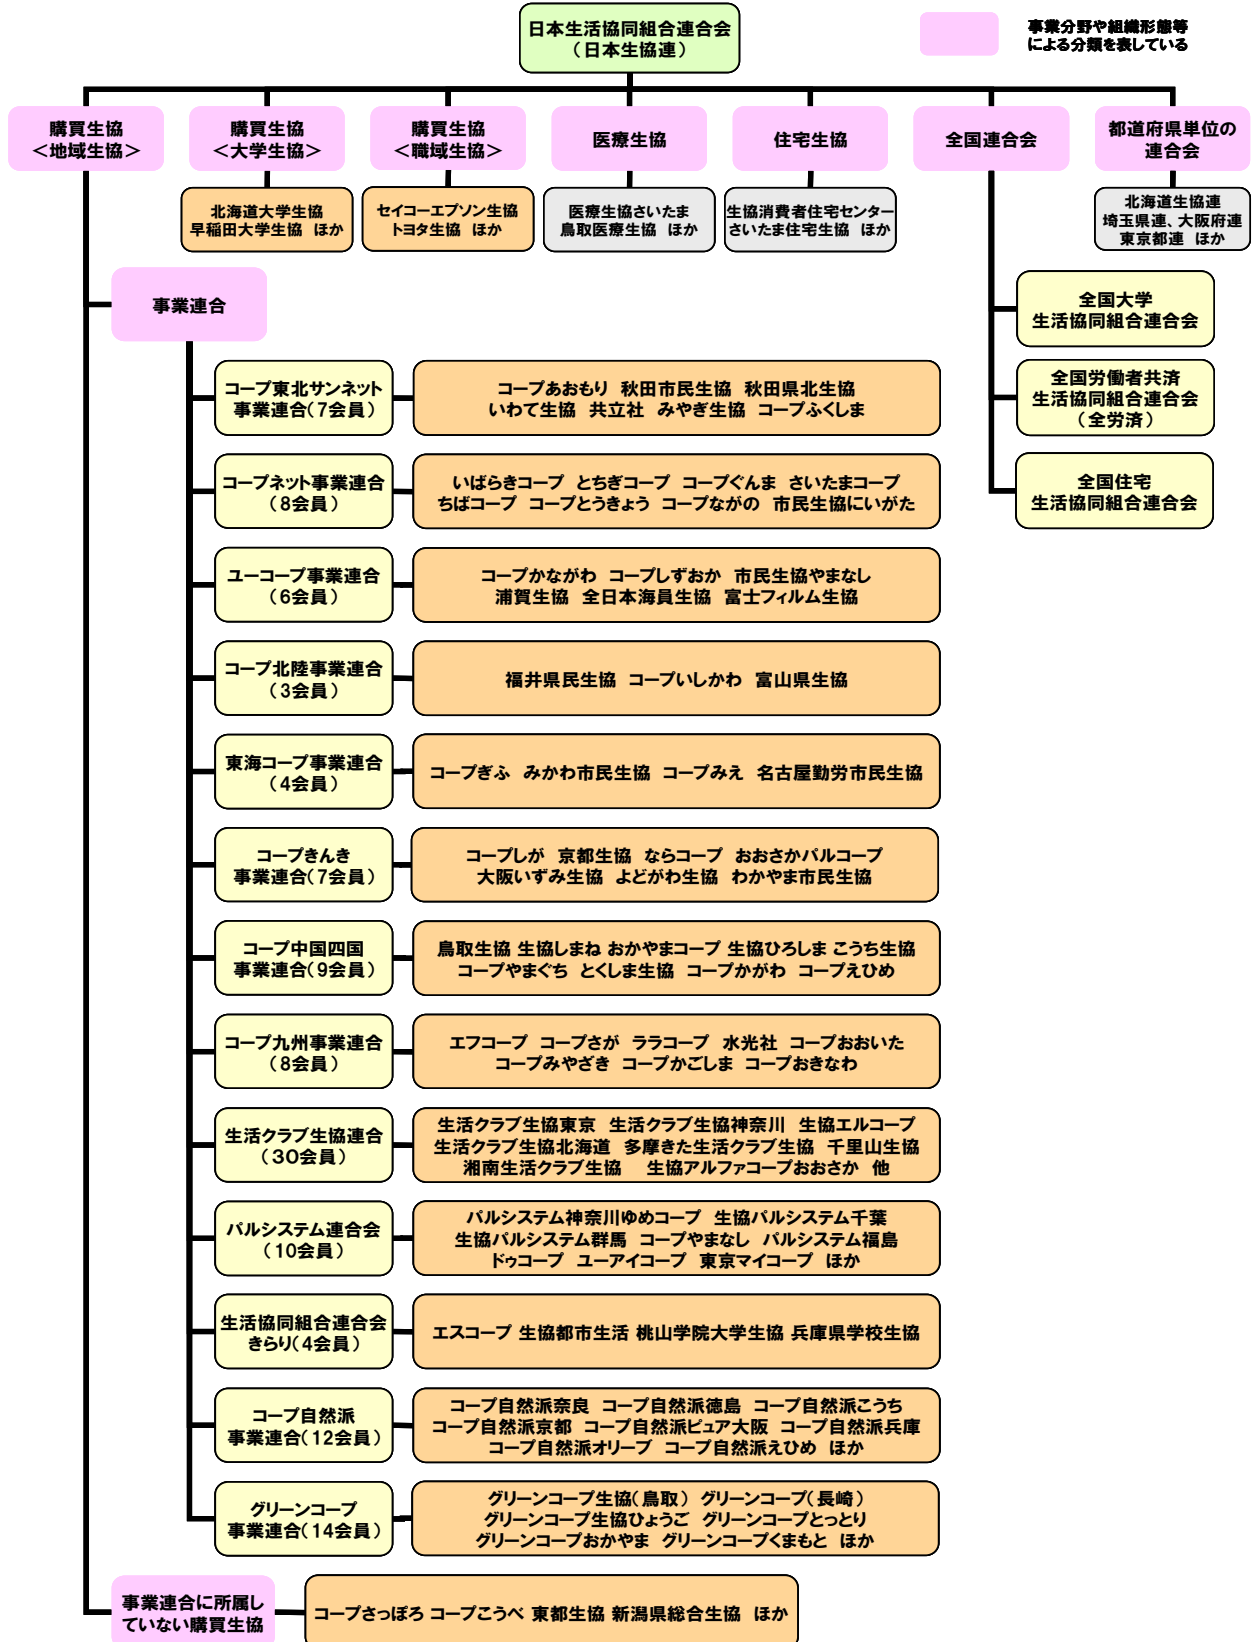 日本生活協同組合連合会
（日本生協連）
事業分野や組織形態等
による分類を表している
購買生協
＜地域生協＞
購買生協
＜大学生協＞
購買生協
＜職域生協＞
医療生協
住宅生協
全国連合会
都道府県単位の
連合会
北海道大学生協
早稲田大学生協 ほか
セイコーエプソン生協
トヨタ生協 ほか
医療生協さいたま
鳥取医療生協 ほか
生協消費者住宅センター
さいたま住宅生協 ほか
北海道生協連
埼玉県連、大阪府連
東京都連 ほか
事業連合
全国大学
生活協同組合連合会
全国労働者共済
生活協同組合連合会
（全労済）
全国住宅
生活協同組合連合会
コープ東北サンネット
事業連合（7会員）
コープあおもり 秋田市民生協 秋田県北生協
いわて生協 共立社 みやぎ生協 コープふくしま
コープネット事業連合
（8会員）
いばらきコープ とちぎコープ コープぐんま さいたまコープ
ちばコープ コープとうきょう コープながの 市民生協にいがた
ユーコープ事業連合
（6会員）
コープかながわ コープしずおか 市民生協やまなし
浦賀生協 全日本海員生協 富士フィルム生協
コープ北陸事業連合
（3会員）
福井県民生協 コープいしかわ 富山県生協
東海コープ事業連合
（4会員）
コープぎふ みかわ市民生協 コープみえ 名古屋勤労市民生協
コープきんき
事業連合（7会員）
コープしが 京都生協 ならコープ おおさかパルコープ
大阪いずみ生協 よどがわ生協 わかやま市民生協
コープ中国四国
事業連合（9会員）
鳥取生協 生協しまね おかやまコープ 生協ひろしま こうち生協
コープやまぐち とくしま生協 コープかがわ コープえひめ
コープ九州事業連合
（8会員）
エフコープ コープさが ララコープ 水光社 コープおおいた
コープみやざき コープかごしま コープおきなわ
生活クラブ生協連合
（30会員）
生活クラブ生協東京 生活クラブ生協神奈川 生協エルコープ
生活クラブ生協北海道 多摩きた生活クラブ生協 千里山生協
湘南生活クラブ生協 生協アルファコープおおさか 他
パルシステム連合会
（10会員）
パルシステム神奈川ゆめコープ 生協パルシステム千葉
生協パルシステム群馬 コープやまなし パルシステム福島
ドゥコープ ユーアイコープ 東京マイコープ ほか
生活協同組合連合会
きらり（4会員）
エスコープ 生協都市生活 桃山学院大学生協 兵庫県学校生協
コープ自然派
事業連合（12会員）
コープ自然派奈良 コープ自然派徳島 コープ自然派こうち
コープ自然派京都 コープ自然派ピュア大阪 コープ自然派兵庫
コープ自然派オリーブ コープ自然派えひめ ほか
グリーンコープ
事業連合（14会員）
グリーンコープ生協（鳥取） グリーンコープ（長崎）
グリーンコープ生協ひょうご グリーンコープとっとり
グリーンコープおかやま グリーンコープくまもと ほか
事業連合に所属し
ていない購買生協
コープさっぽろ コープこうべ 東都生協 新潟県総合生協 ほか